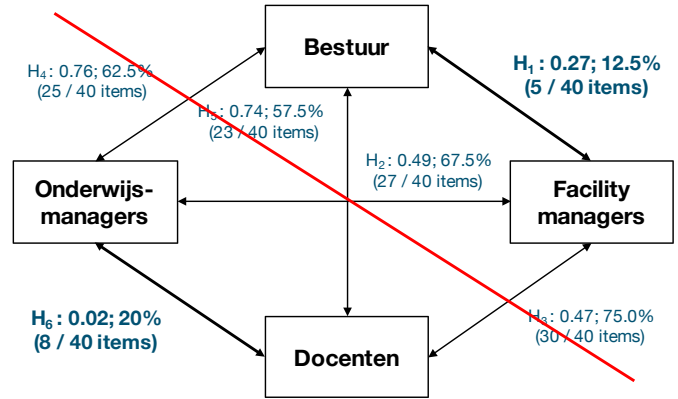 Bestuur
H₁ : 0.27; 12.5%
(5 / 40 items)
H₄ : 0.76; 62.5%
(25 / 40 items)
H₅ : 0.74; 57.5%
(23 / 40 items)
H₂ : 0.49; 67.5%
(27 / 40 items)
Onderwijs-
managers
Facility
managers
H₆ : 0.02; 20%
(8 / 40 items)
H₃ : 0.47; 75.0%
(30 / 40 items)
Docenten